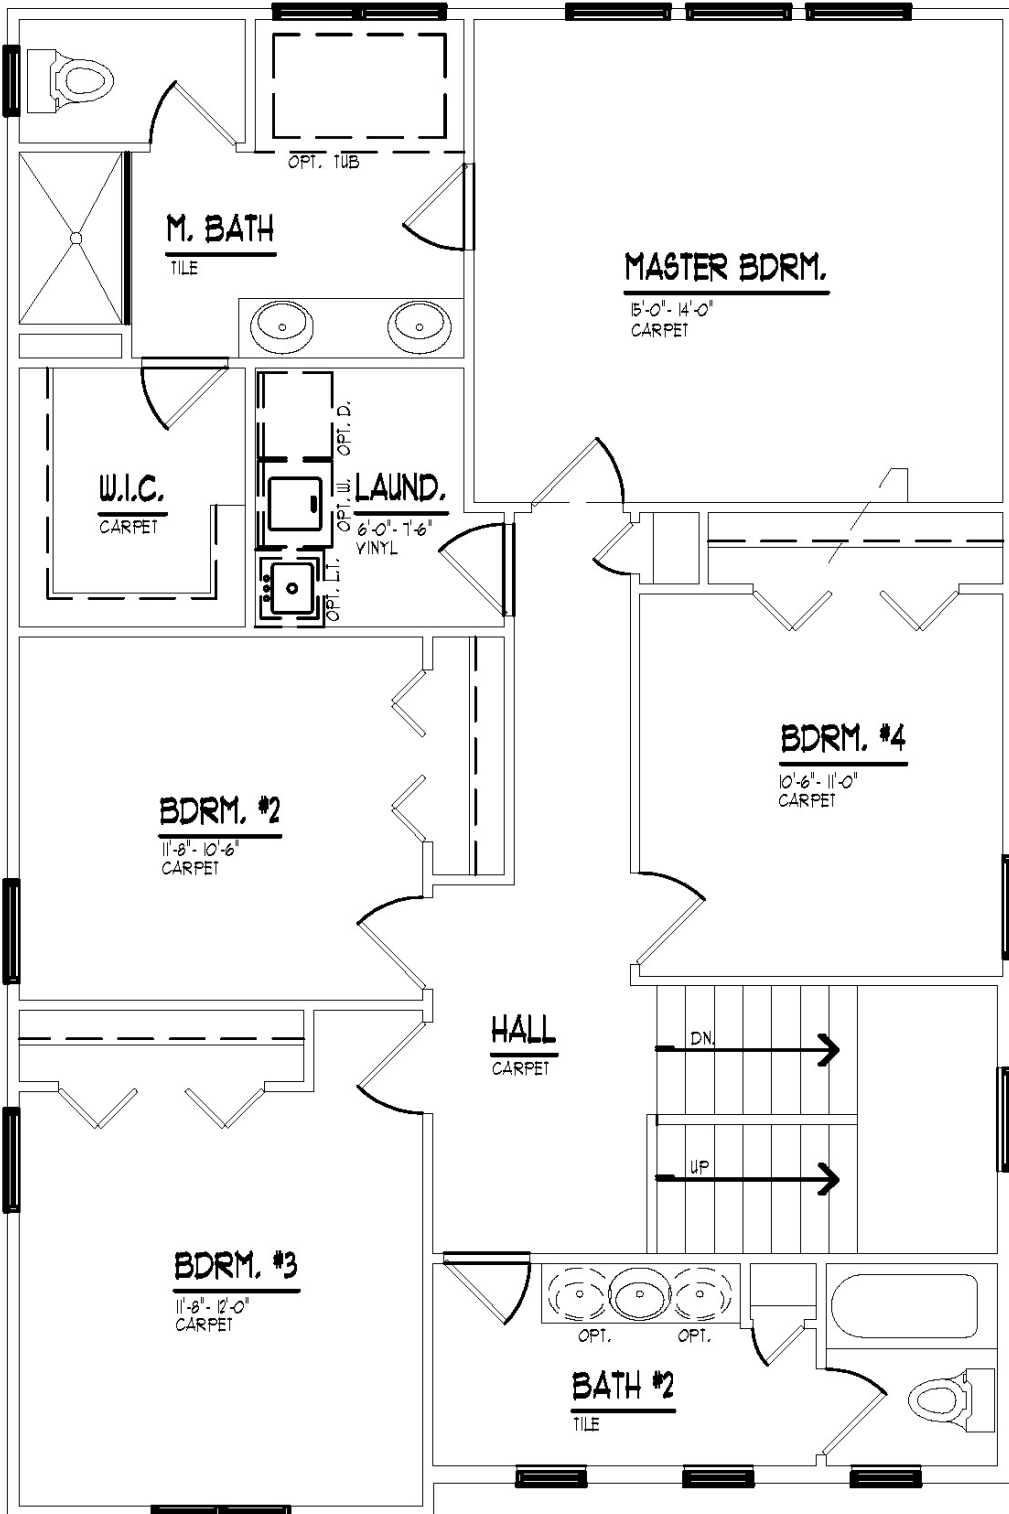 OPT. TUB
M. BATH
TILE
MASTER BDRM.
15'-0"- 14'-0"
CARPET
OPT. D.
W.I.C.
CARPET
OPT. W.
LAUND.
6'-0"- 7'-6"
VINYL
OPT. L.T.
BDRM. #4
10'-6"- 11'-0"
CARPET
BDRM. #2
11'-8"- 10'-6"
CARPET
HALL
CARPET
DN.
UP
BDRM. #3
11'-8"- 12'-0"
CARPET
OPT. OPT.
BATH #2
TILE